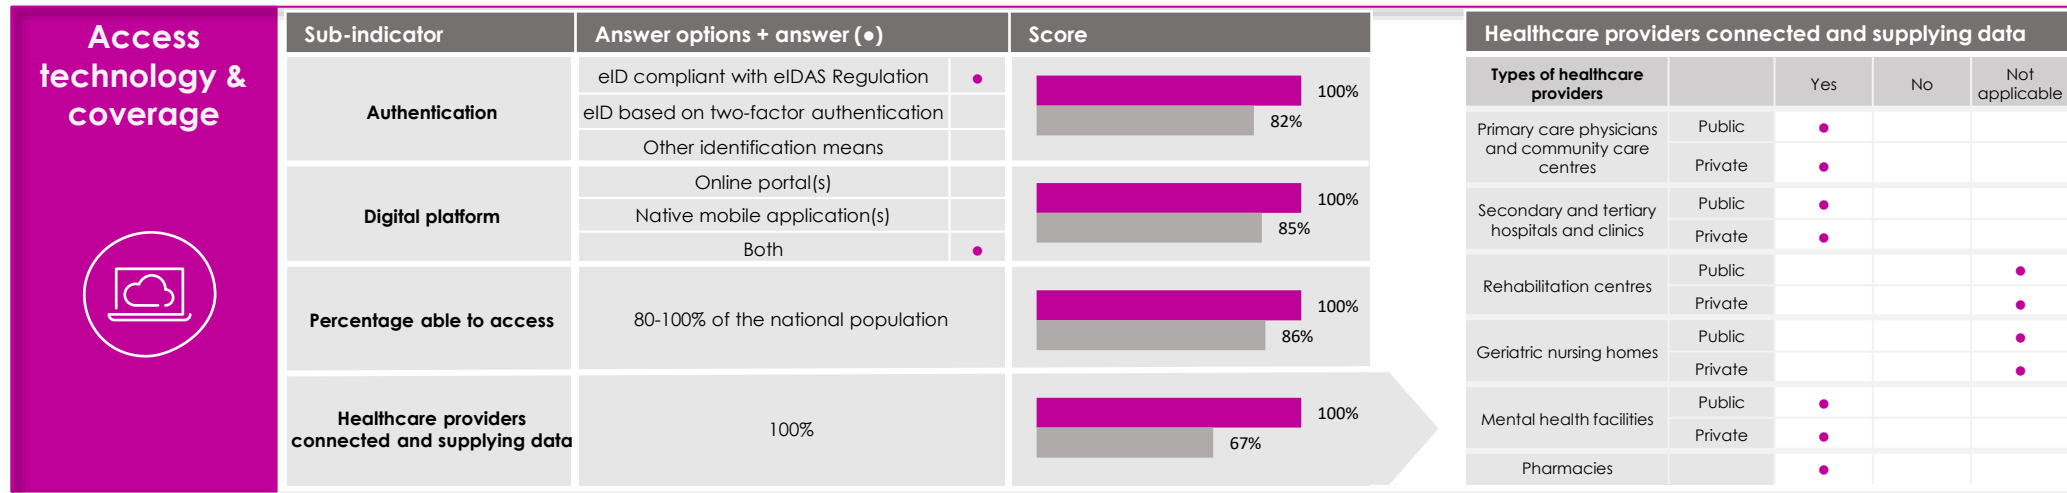 Access
technology &
coverage
Sub-indicator
Answer options + answer (●)
Score
Authentication
eID compliant with eIDAS Regulation
●
eID based on two-factor authentication
Other identification means
100%
82%
Digital platform
Online portal(s)
Native mobile application(s)
Both
●
100%
85%
Percentage able to access
80-100% of the national population
100%
86%
Healthcare providers
connected and supplying data
100%
100%
67%
Healthcare providers connected and supplying data
Types of healthcare
providers
Yes
No
Not
applicable
Primary care physicians
and community care
centres
Public
●
Private
●
Secondary and tertiary
hospitals and clinics
Public
●
Private
●
Rehabilitation centres
Public
●
Private
●
Geriatric nursing homes
Public
●
Private
●
Mental health facilities
Public
●
Private
●
Pharmacies
●